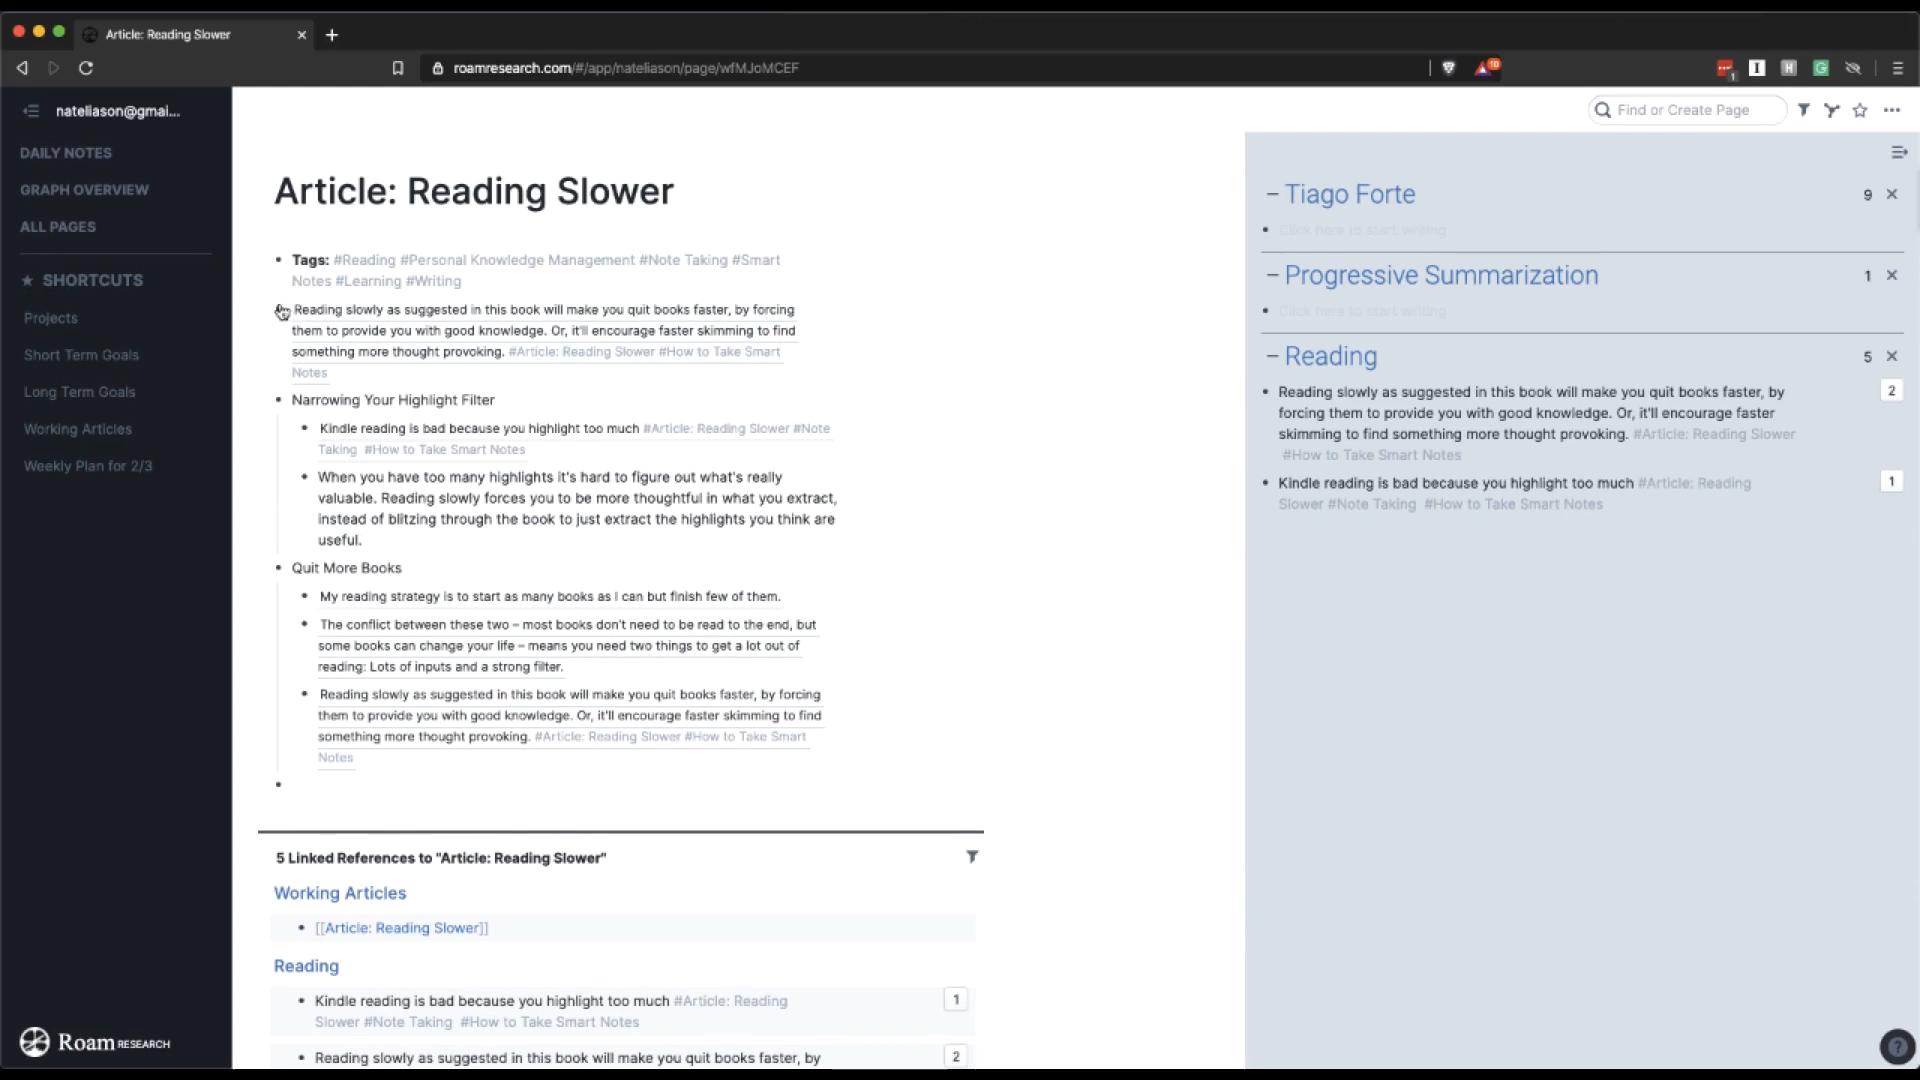 Article: Reading Slower
roamresearch.com/#/app/nateliason/page/wfMJoMCEF
10
1
nateliason@gmai...
DAILY NOTES
GRAPH OVERVIEW
ALL PAGES
★ SHORTCUTS
Projects
Short Term Goals
Long Term Goals
Working Articles
Weekly Plan for 2/3
Roam RESEARCH
Find or Create Page
Article: Reading Slower
Tags: #Reading #Personal Knowledge Management #Note Taking #Smart
Notes #Learning #Writing
Reading slowly as suggested in this book will make you quit books faster, by forcing
them to provide you with good knowledge. Or, it'll encourage faster skimming to find
something more thought provoking. #Article: Reading Slower #How to Take Smart
Notes
Narrowing Your Highlight Filter
Kindle reading is bad because you highlight too much #Article: Reading Slower #Note
Taking #How to Take Smart Notes
When you have too many highlights it's hard to figure out what's really
valuable. Reading slowly forces you to be more thoughtful in what you extract,
instead of blitzing through the book to just extract the highlights you think are
useful.
Quit More Books
My reading strategy is to start as many books as I can but finish few of them.
The conflict between these two – most books don't need to be read to the end, but
some books can change your life – means you need two things to get a lot out of
reading: Lots of inputs and a strong filter.
Reading slowly as suggested in this book will make you quit books faster, by forcing
them to provide you with good knowledge. Or, it'll encourage faster skimming to find
something more thought provoking. #Article: Reading Slower #How to Take Smart
Notes
5 Linked References to "Article: Reading Slower"
Working Articles
[[Article: Reading Slower]]
Reading
Kindle reading is bad because you highlight too much #Article: Reading 1
Slower #Note Taking #How to Take Smart Notes
Reading slowly as suggested in this book will make you quit books faster, by 2
Tiago Forte 9
Click here to start writing
Progressive Summarization 1
Click here to start writing
Reading 5
Reading slowly as suggested in this book will make you quit books faster, by 2
forcing them to provide you with good knowledge. Or, it'll encourage faster
skimming to find something more thought provoking. #Article: Reading Slower
#How to Take Smart Notes
Kindle reading is bad because you highlight too much #Article: Reading 1
Slower #Note Taking #How to Take Smart Notes
?